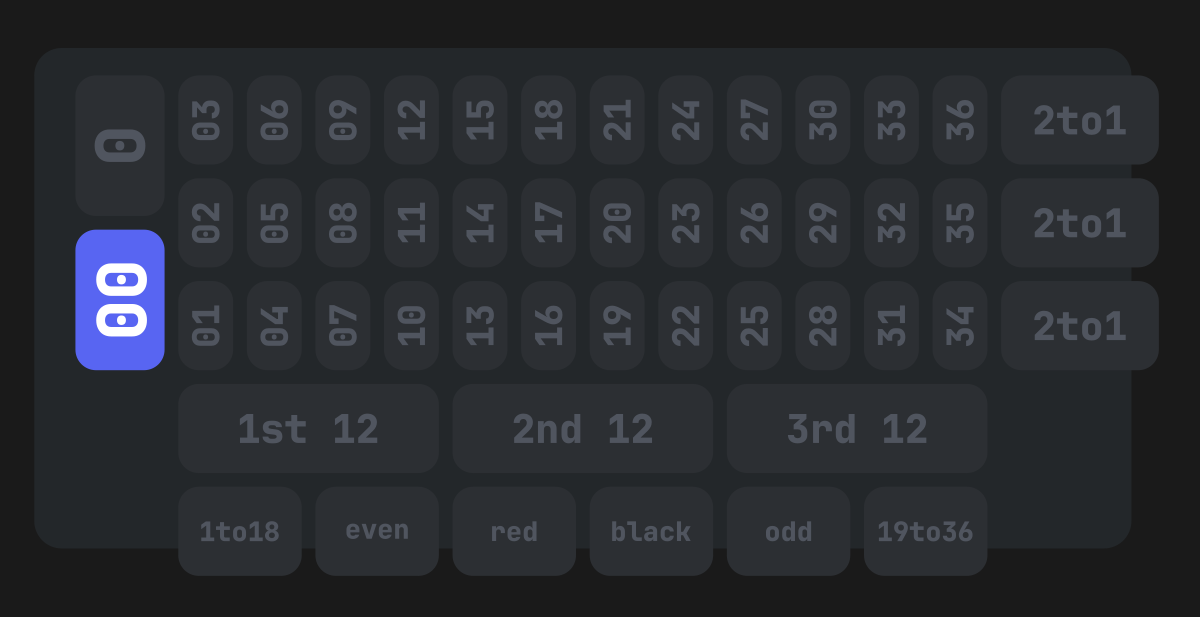 0 03 06 09 12 15 18 21 24 27 30 33 36 2to1
02 05 08 11 14 17 20 23 26 29 32 35 2to1
00 01 04 07 10 13 16 19 22 25 28 31 34 2to1
1st 12 2nd 12 3rd 12
1to18 even red black odd 19to36